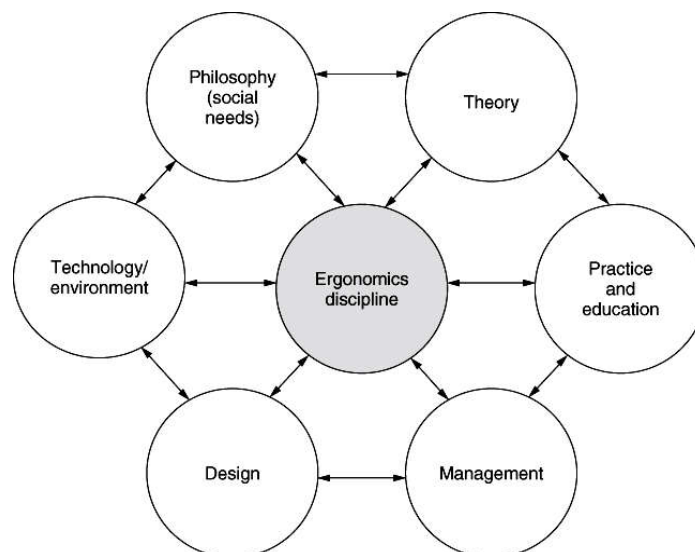 Philosophy
(social
needs)
Theory
Technology/
environment
Ergonomics
discipline
Practice
and
education
Design
Management